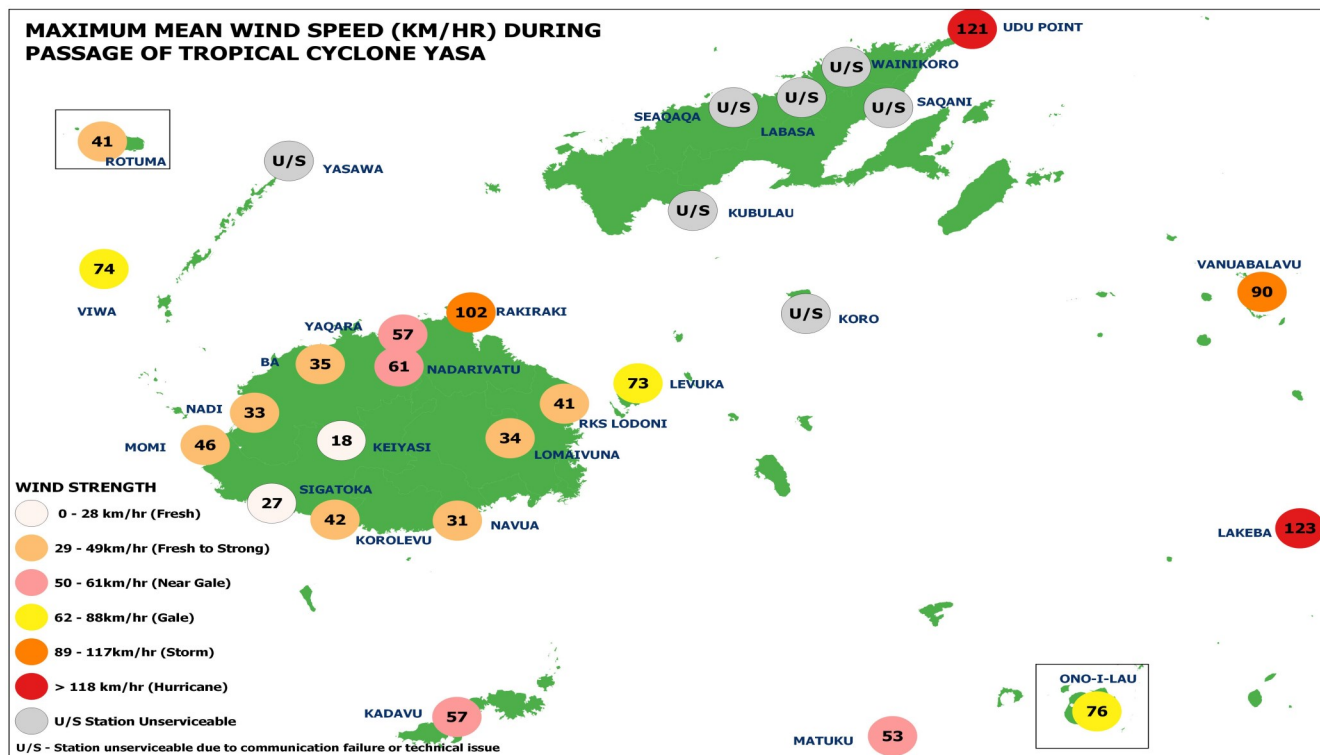 MAXIMUM MEAN WIND SPEED (KM/HR) DURING
PASSAGE OF TROPICAL CYCLONE YASA
121
UDU POINT
U/S
WAINIKORO
U/S
SEAQAQA
U/S
LABASA
U/S
SAQANI
41
ROTUMA
U/S
YASAWA
U/S
KUBULAU
74
VIWA
VANUABALAVU
90
102
RAKIRAKI
U/S
KORO
YAQARA
57
BA
35
61
NADARIVATU
73
LEVUKA
NADI
33
41
RKS LODONI
MOMI
46
18
KEIYASI
34
LOMAIVUNA
SIGATOKA
27
42
KOROLEVU
31
NAVUA
LAKEBA
123
WIND STRENGTH
0 - 28 km/hr (Fresh)
29 - 49km/hr (Fresh to Strong)
50 - 61km/hr (Near Gale)
62 - 88km/hr (Gale)
89 - 117km/hr (Storm)
> 118 km/hr (Hurricane)
U/S Station Unserviceable
U/S - Station unserviceable due to communication failure or technical issue
KADAVU
57
MATUKU
53
ONO-I-LAU
76